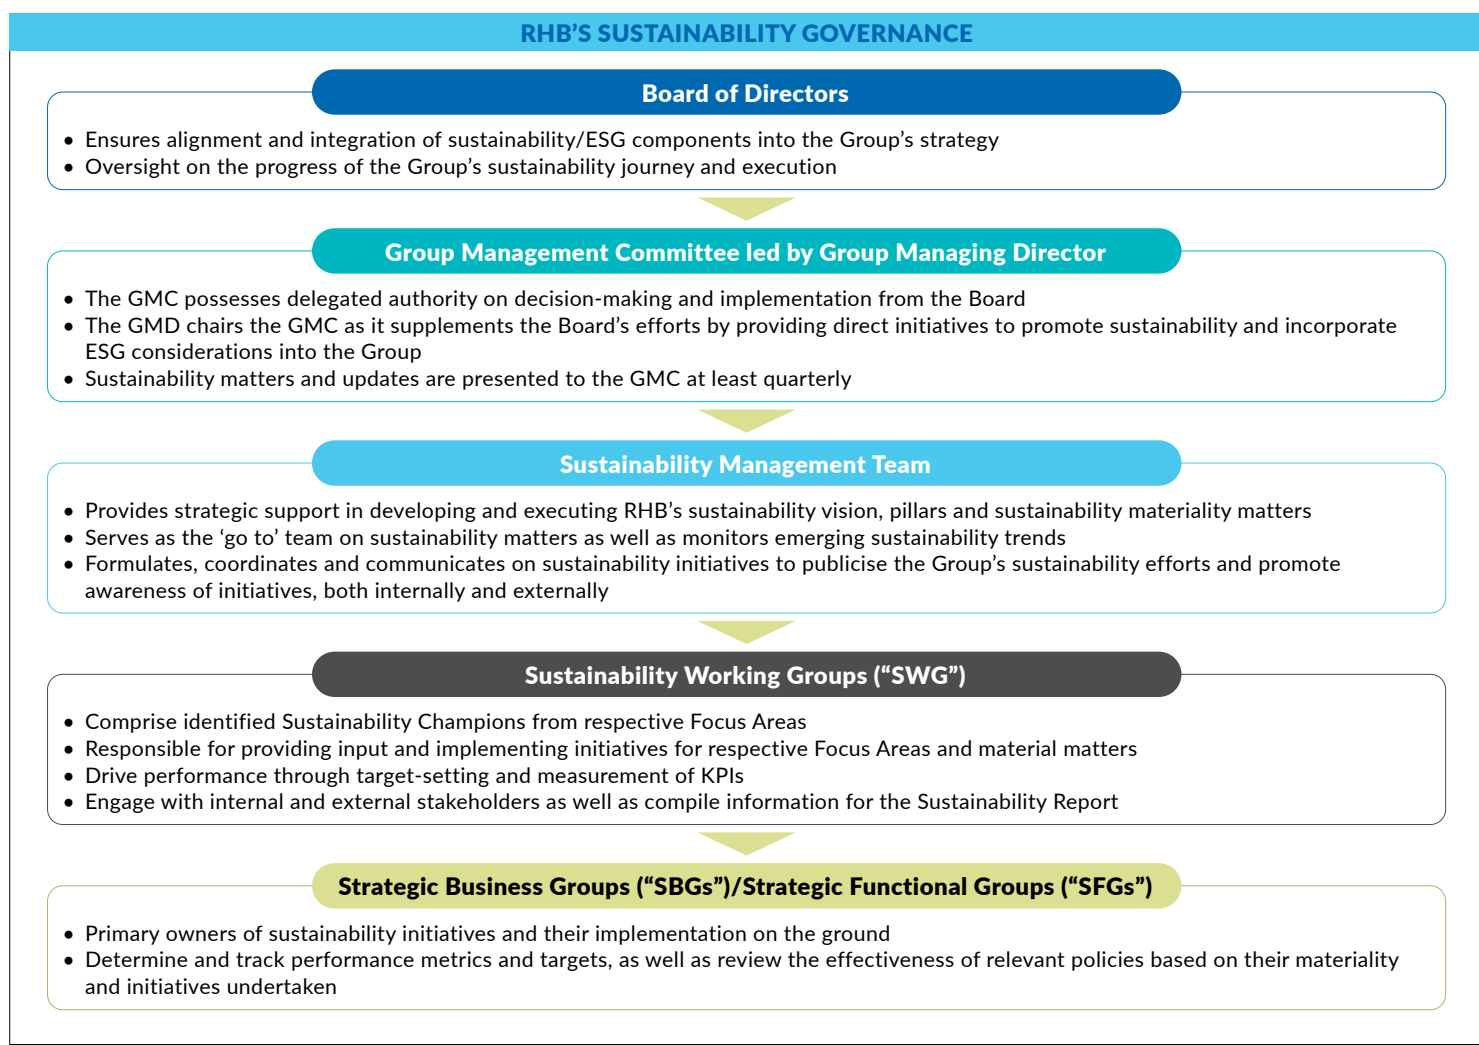 RHB’S SUSTAINABILITY GOVERNANCE
Board of Directors
• Ensures alignment and integration of sustainability/ESG components into the Group’s strategy
• Oversight on the progress of the Group’s sustainability journey and execution
Group Management Committee led by Group Managing Director
• The GMC possesses delegated authority on decision-making and implementation from the Board
• The GMD chairs the GMC as it supplements the Board’s efforts by providing direct initiatives to promote sustainability and incorporate
ESG considerations into the Group
• Sustainability matters and updates are presented to the GMC at least quarterly
Sustainability Management Team
• Provides strategic support in developing and executing RHB’s sustainability vision, pillars and sustainability materiality matters
• Serves as the ‘go to’ team on sustainability matters as well as monitors emerging sustainability trends
• Formulates, coordinates and communicates on sustainability initiatives to publicise the Group’s sustainability efforts and promote
awareness of initiatives, both internally and externally
Sustainability Working Groups (“SWG”)
• Comprise identified Sustainability Champions from respective Focus Areas
• Responsible for providing input and implementing initiatives for respective Focus Areas and material matters
• Drive performance through target-setting and measurement of KPIs
• Engage with internal and external stakeholders as well as compile information for the Sustainability Report
Strategic Business Groups (“SBGs”)/Strategic Functional Groups (“SFGs”)
• Primary owners of sustainability initiatives and their implementation on the ground
• Determine and track performance metrics and targets, as well as review the effectiveness of relevant policies based on their materiality
and initiatives undertaken